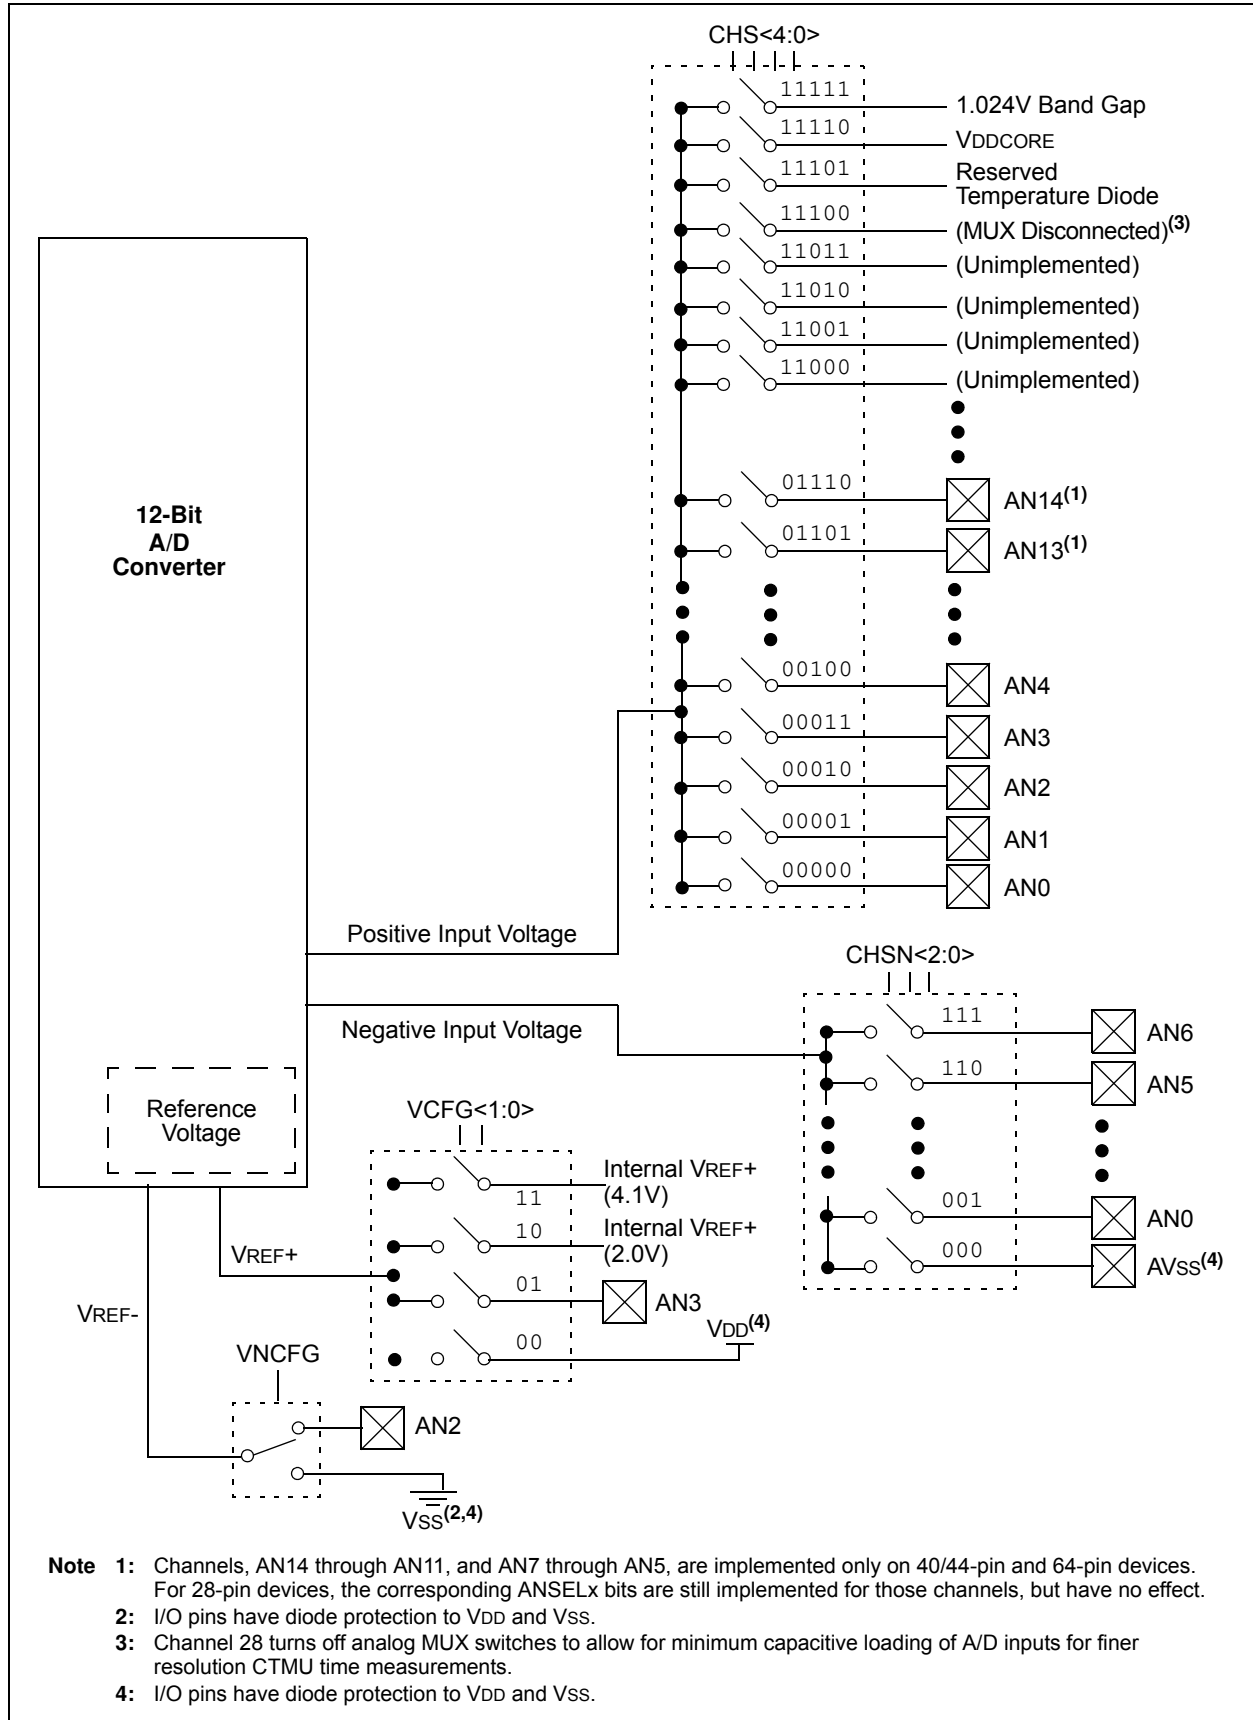 CHS<4:0>
11111
1.024V Band Gap
11110
VDDCORE
11101
Reserved
Temperature Diode
11100
(MUX Disconnected)(3)
11011
(Unimplemented)
11010
(Unimplemented)
11001
(Unimplemented)
11000
(Unimplemented)
12-Bit
A/D
Converter
01110
AN14(1)
01101
AN13(1)
00100
AN4
00011
AN3
00010
AN2
00001
AN1
00000
AN0
Positive Input Voltage
CHSN<2:0>
Negative Input Voltage
111
AN6
110
AN5
001
AN0
000
AVSS(4)
Reference
Voltage
VCFG<1:0>
11
Internal VREF+
(4.1V)
10
Internal VREF+
(2.0V)
VREF+
01
AN3
00
VDD(4)
VREF-
VNCFG
AN2
VSS(2,4)
Note 1: Channels, AN14 through AN11, and AN7 through AN5, are implemented only on 40/44-pin and 64-pin devices.
For 28-pin devices, the corresponding ANSELx bits are still implemented for those channels, but have no effect.
2: I/O pins have diode protection to VDD and VSS.
3: Channel 28 turns off analog MUX switches to allow for minimum capacitive loading of A/D inputs for finer
resolution CTMU time measurements.
4: I/O pins have diode protection to VDD and VSS.